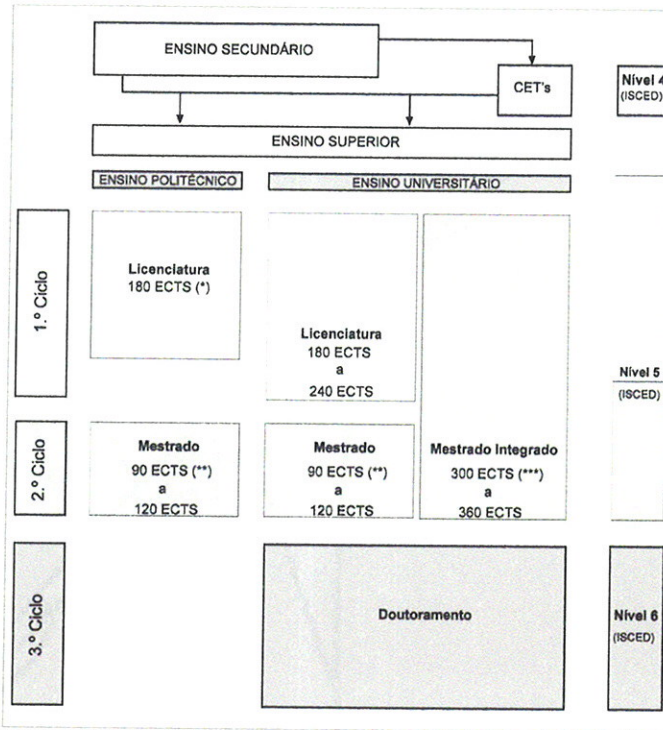 ENSINO SECUNDÁRIO
CET's
Nível 4
(ISCED)
ENSINO SUPERIOR
ENSINO POLITÉCNICO
ENSINO UNIVERSITÁRIO
1.º Ciclo
Licenciatura
180 ECTS (*)
Licenciatura
180 ECTS
a
240 ECTS
Nível 5
(ISCED)
2.º Ciclo
Mestrado
90 ECTS (**)
a
120 ECTS
Mestrado
90 ECTS (**)
a
120 ECTS
Mestrado Integrado
300 ECTS (***)
a
360 ECTS
3.º Ciclo
Doutoramento
Nível 6
(ISCED)